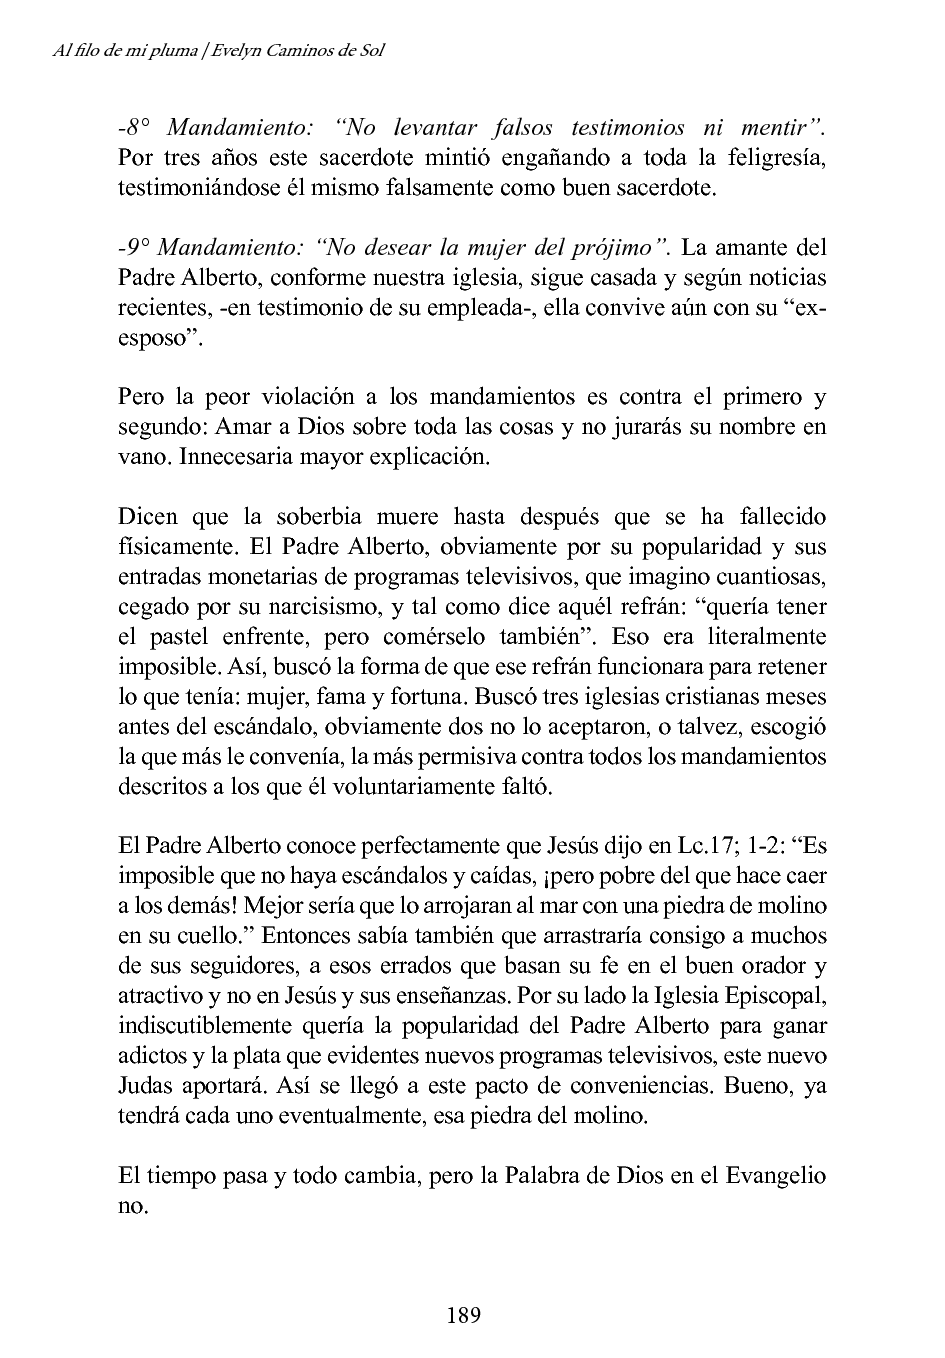 Al filo de mi pluma / Evelyn Caminos de Sol
-8° Mandamiento: “No levantar falsos testimonios ni mentir”.
Por tres años este sacerdote mintió engañando a toda la feligresía,
testimoniándose él mismo falsamente como buen sacerdote.
-9° Mandamiento: “No desear la mujer del prójimo”. La amante del
Padre Alberto, conforme nuestra iglesia, sigue casada y según noticias
recientes, -en testimonio de su empleada-, ella convive aún con su “ex-
esposo”.
Pero la peor violación a los mandamientos es contra el primero y
segundo: Amar a Dios sobre toda las cosas y no jurarás su nombre en
vano. Innecesaria mayor explicación.
Dicen que la soberbia muere hasta después que se ha fallecido
físicamente. El Padre Alberto, obviamente por su popularidad y sus
entradas monetarias de programas televisivos, que imagino cuantiosas,
cegado por su narcisismo, y tal como dice aquél refrán: “quería tener
el pastel enfrente, pero comérselo también”. Eso era literalmente
imposible. Así, buscó la forma de que ese refrán funcionara para retener
lo que tenía: mujer, fama y fortuna. Buscó tres iglesias cristianas meses
antes del escándalo, obviamente dos no lo aceptaron, o talvez, escogió
la que más le convenía, la más permisiva contra todos los mandamientos
descritos a los que él voluntariamente faltó.
El Padre Alberto conoce perfectamente que Jesús dijo en Lc.17; 1-2: “Es
imposible que no haya escándalos y caídas, ¡pero pobre del que hace caer
a los demás! Mejor sería que lo arrojaran al mar con una piedra de molino
en su cuello.” Entonces sabía también que arrastraría consigo a muchos
de sus seguidores, a esos errados que basan su fe en el buen orador y
atractivo y no en Jesús y sus enseñanzas. Por su lado la Iglesia Episcopal,
indiscutiblemente quería la popularidad del Padre Alberto para ganar
adictos y la plata que evidentes nuevos programas televisivos, este nuevo
Judas aportará. Así se llegó a este pacto de conveniencias. Bueno, ya
tendrá cada uno eventualmente, esa piedra del molino.
El tiempo pasa y todo cambia, pero la Palabra de Dios en el Evangelio
no.
189